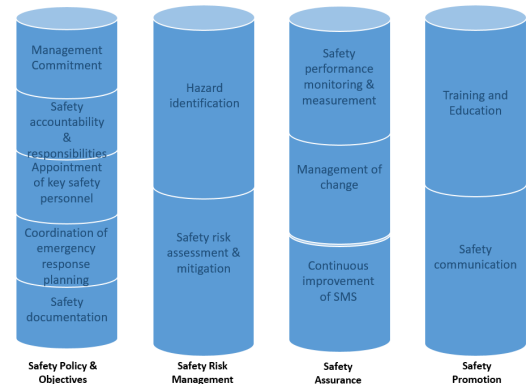 Management
Commitment
Safety
accountability
&
responsibilities
Appointment
of key safety
personnel
Coordination
of emergency
response
planning
Safety
documentation
Safety Policy &
Objectives
Hazard
identification
Safety risk
assessment &
mitigation
Safety Risk
Management
Safety
performance
monitoring &
measurement
Management of
change
Continuous
improvement
of SMS
Safety
Assurance
Training and
Education
Safety
communication
Safety
Promotion